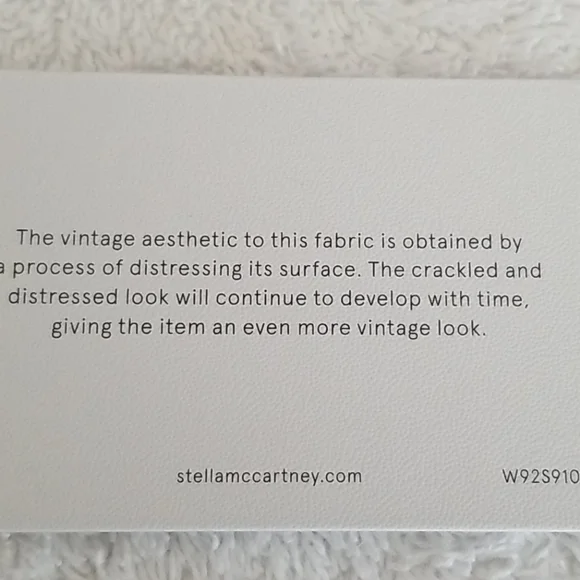 The vintage aesthetic to this fabric is obtained by
a process of distressing its surface. The crackled and
distressed look will continue to develop with time,
giving the item an even more vintage look.
stellamccartney.com
W92S910